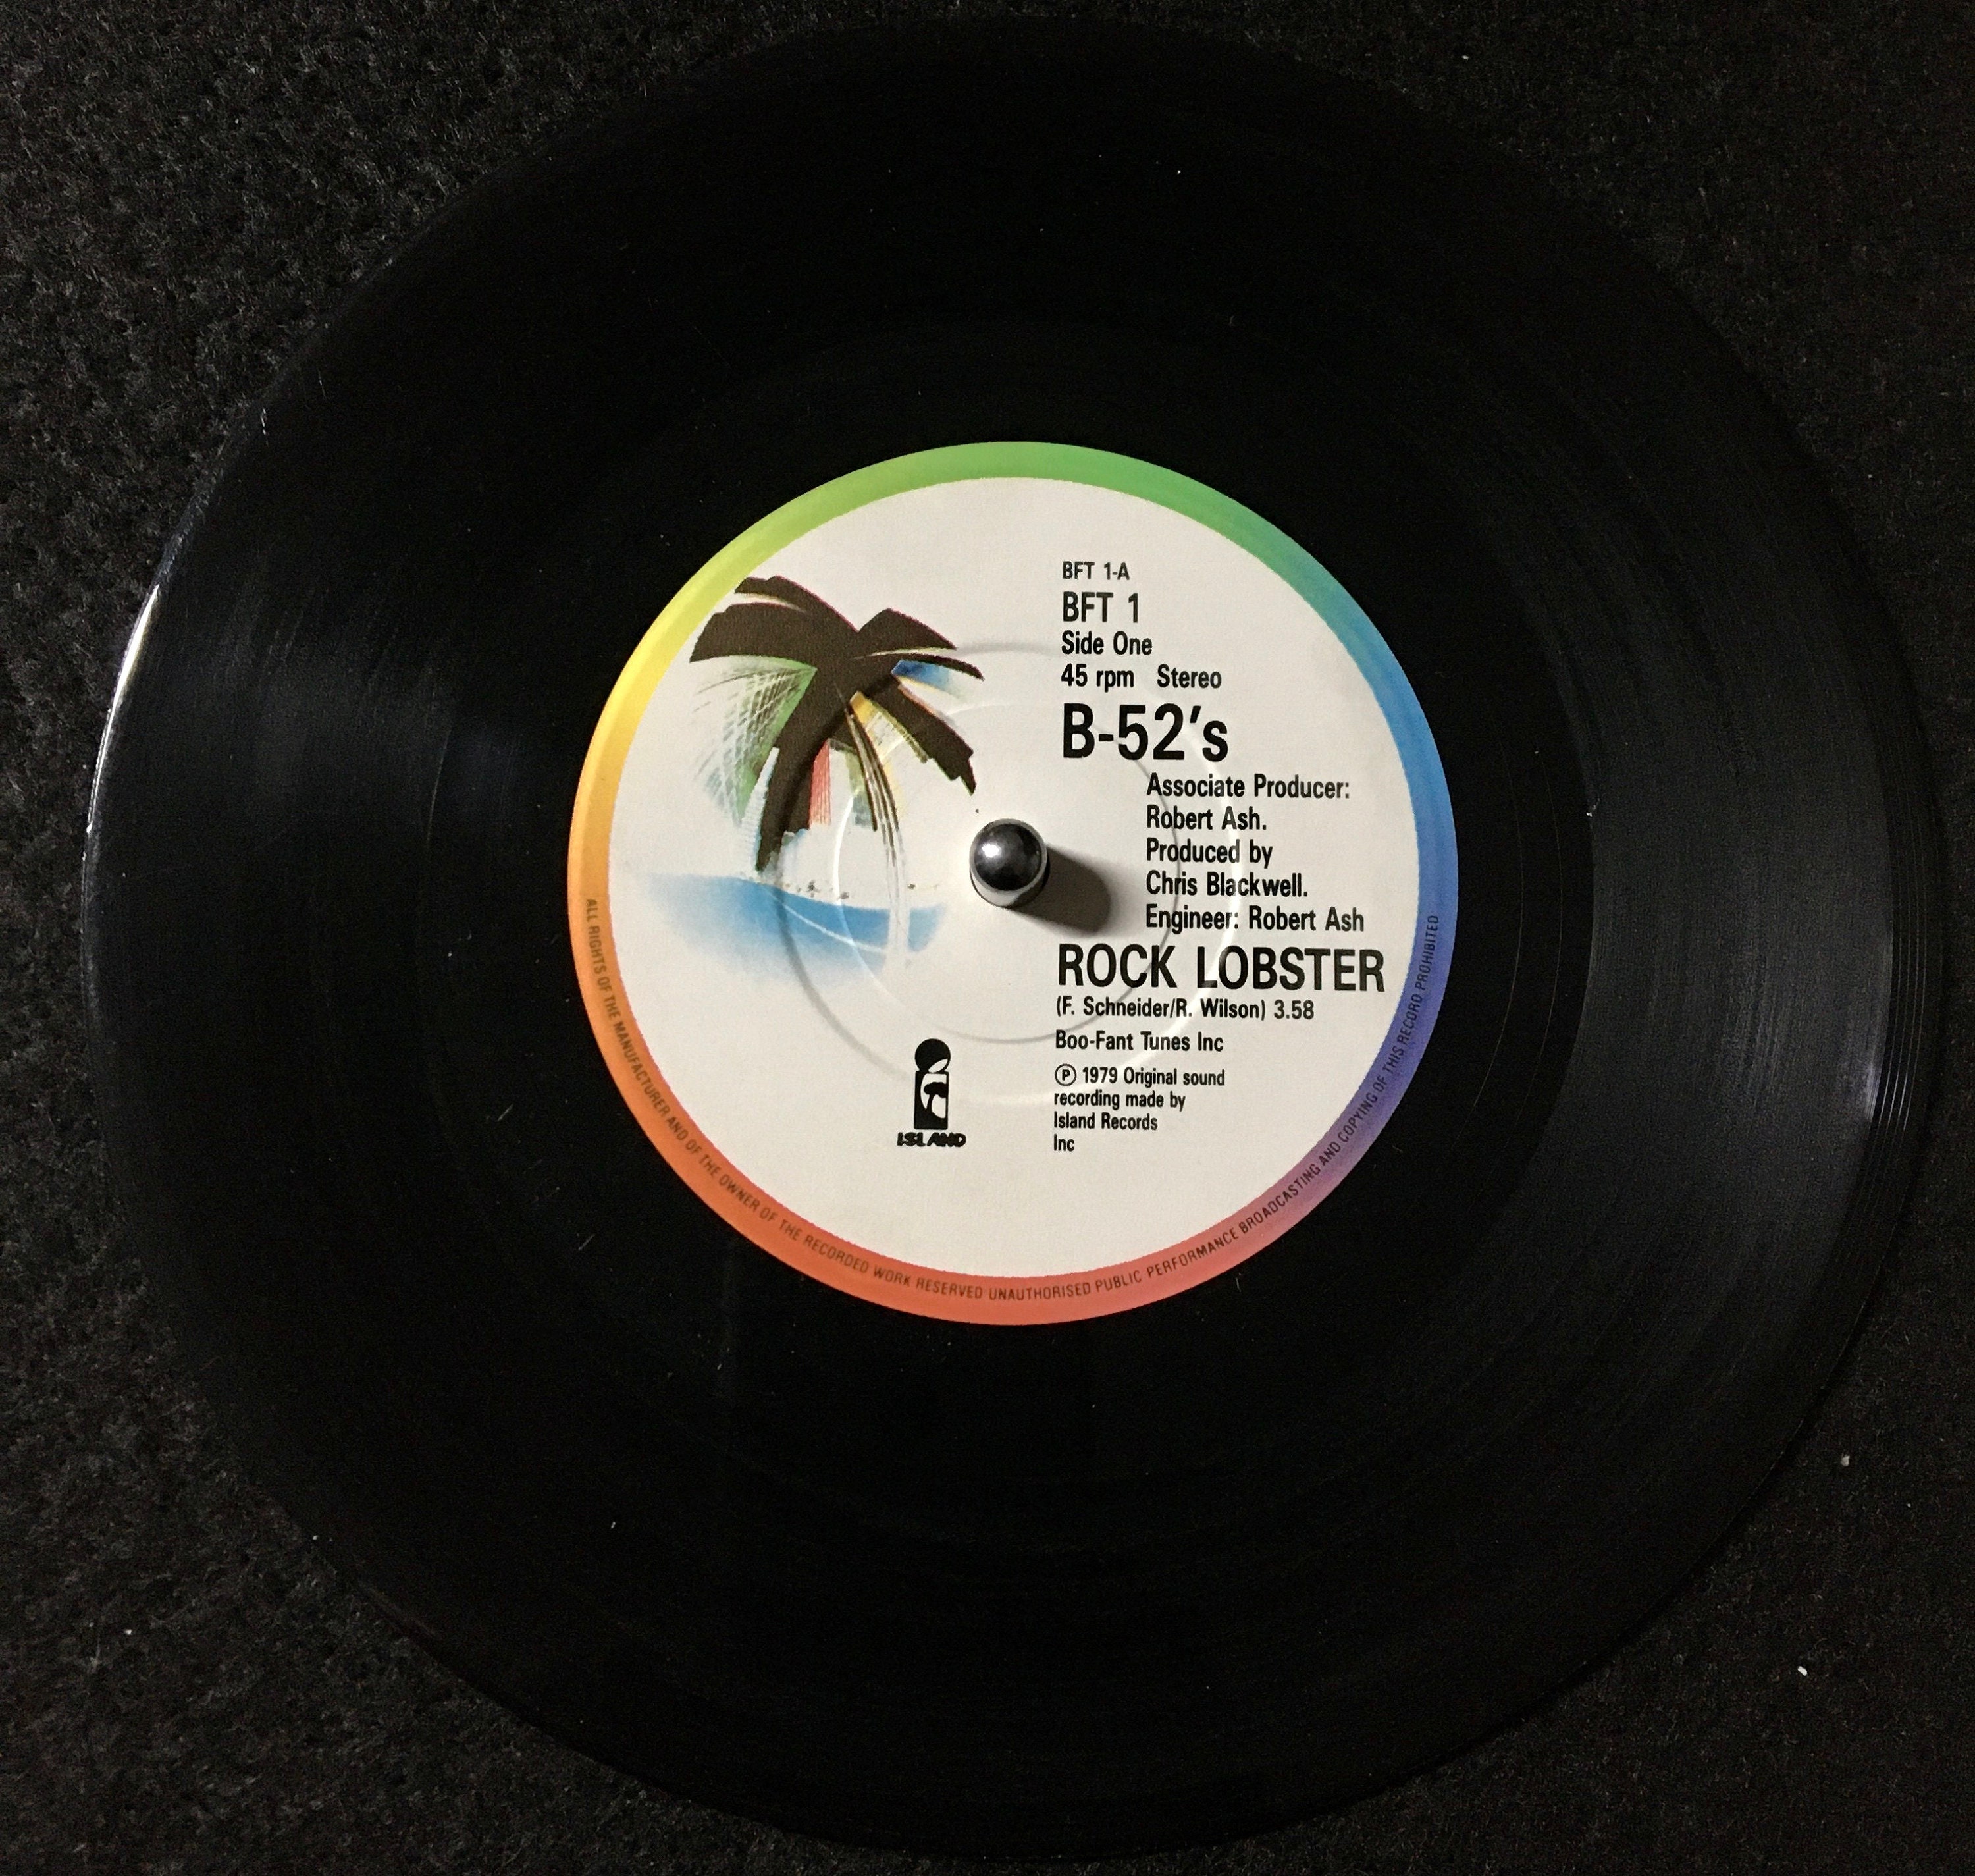 BFT 1-A
BFT 1
Side One
45 rpm Stereo
B-52's
Associate Producer:
Robert Ash.
Produced by
Chris Blackwell.
Engineer: Robert Ash
ROCK LOBSTER
(F. Schneider/R. Wilson) 3.58
Boo-Fant Tunes Inc
Ⓟ 1979 Original sound
recording made by
Island Records
Inc
ISLAND
ALL RIGHTS OF THE MANUFACTURER AND OF THE OWNER OF THE RECORDED WORK RESERVED UNAUTHORISED PUBLIC PERFORMANCE BROADCASTING AND COPYING OF THIS RECORD PROHIBITED